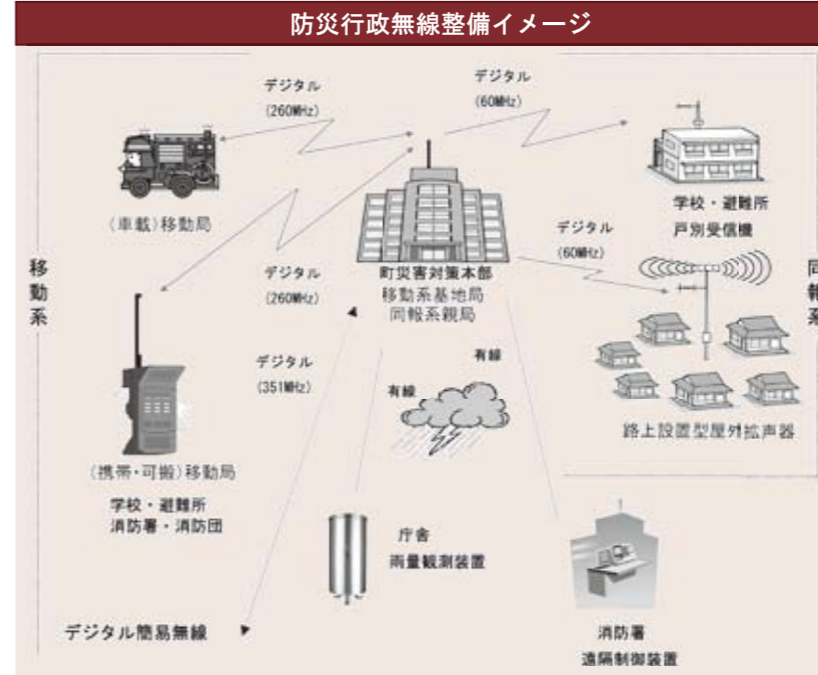 防災行政無線整備イメージ
デジタル
(260MHz)
デジタル
(60MHz)
(車載)移動局
学校・避難所
戸別受信機
デジタル
(60MHz)
移動系
同報系
町災害対策本部
移動系基地局
同報系親局
デジタル
(260MHz)
デジタル
(351MHz)
有線
有線
路上設置型屋外拡声器
(携帯・可搬)移動局
学校・避難所
消防署・消防団
庁舎
雨量観測装置
デジタル簡易無線
消防署
遠隔制御装置